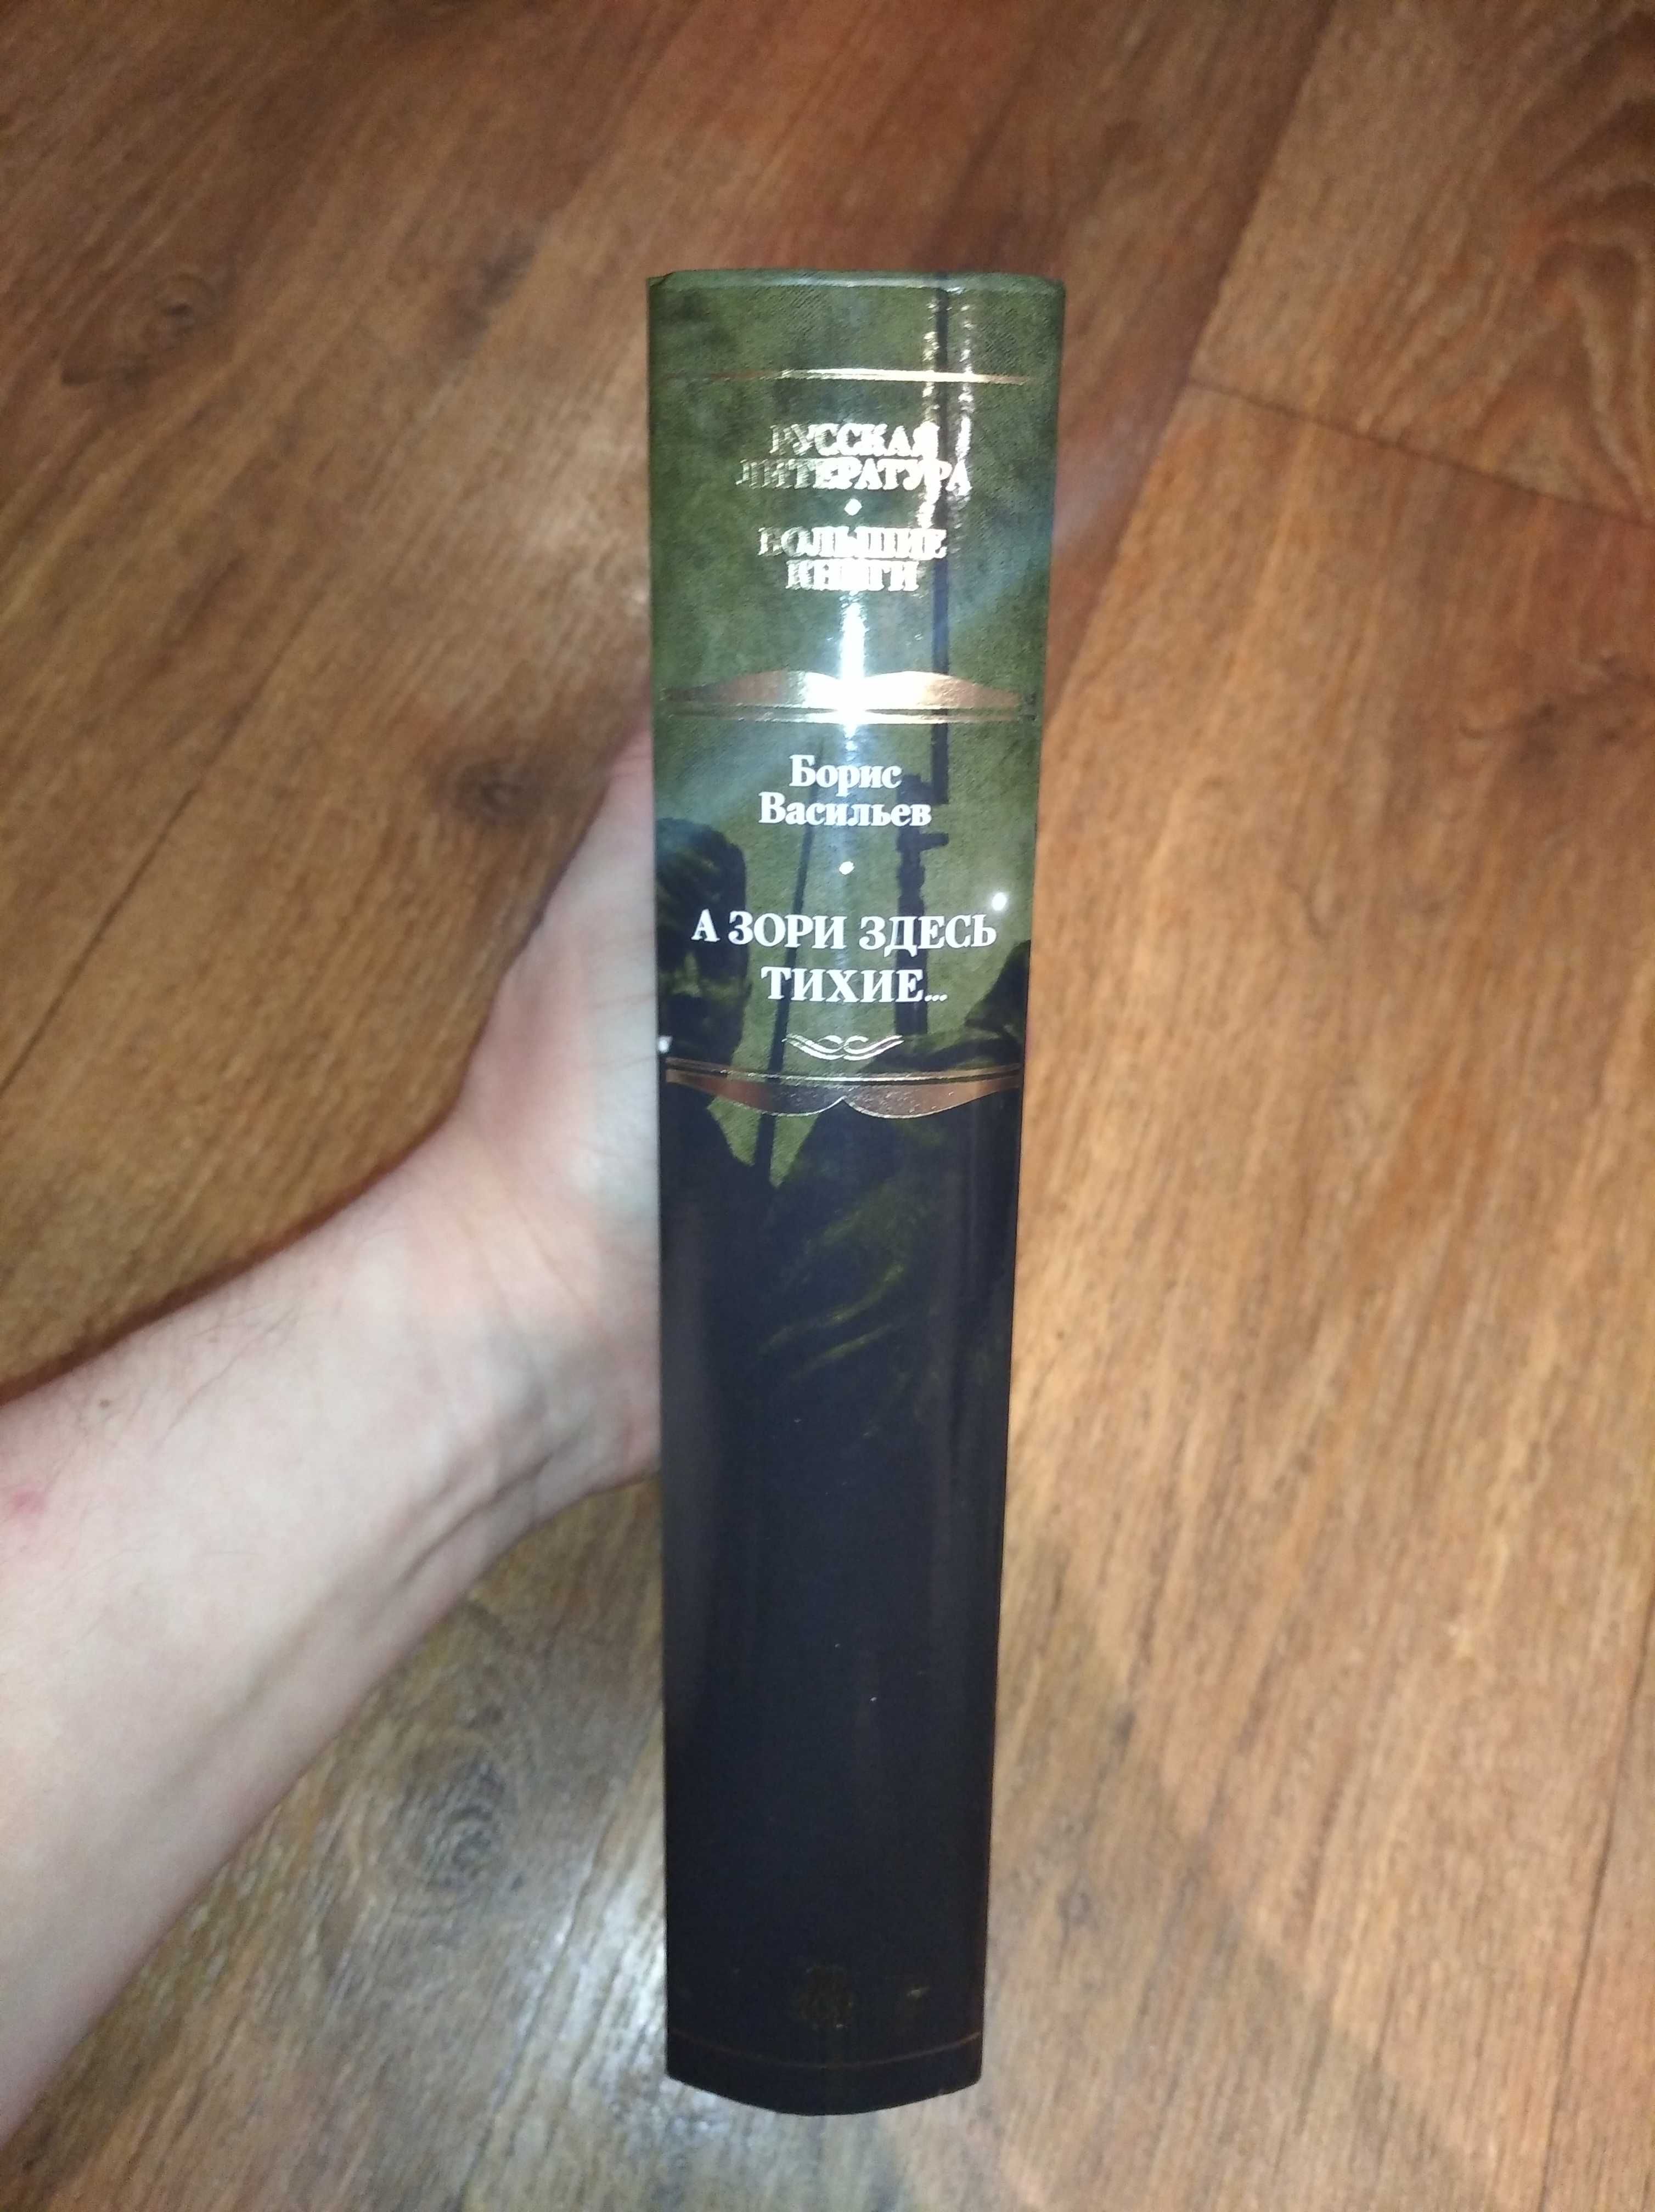 РУССКАЯ
ЛИТЕРАТУРА
•
БОЛЬШИЕ
КНИГИ
Борис
Васильев
•
А ЗОРИ ЗДЕСЬ
ТИХИЕ...